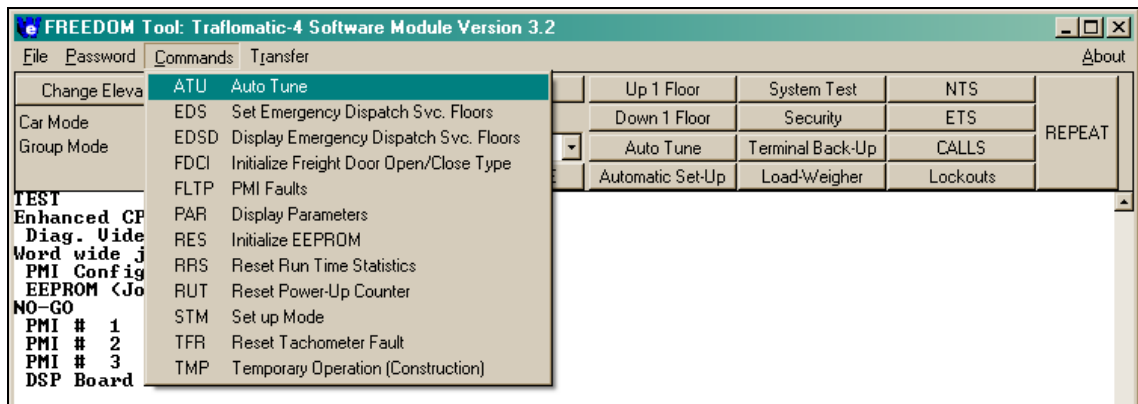 FREEDOM Tool: Traflomatic-4 Software Module Version 3.2
File Password Commands Transfer About
Change Eleva
Up 1 Floor System Test NTS
Car Mode
Down 1 Floor Security ETS
REPEAT
Group Mode
Auto Tune Terminal Back-Up CALLS
E Automatic Set-Up Load-Weigher Lockouts
ATU Auto Tune
EDS Set Emergency Dispatch Svc. Floors
EDSD Display Emergency Dispatch Svc. Floors
FDCI Initialize Freight Door Open/Close Type
FLTP PMI Faults
PAR Display Parameters
RES Initialize EEPROM
RRS Reset Run Time Statistics
RUT Reset Power-Up Counter
STM Set up Mode
TFR Reset Tachometer Fault
TMP Temporary Operation (Construction)
TEST
Enhanced CP
Diag. Vide
Word wide j
PMI Config
EEPROM (Jo
NO-GO
PMI # 1
PMI # 2
PMI # 3
DSP Board